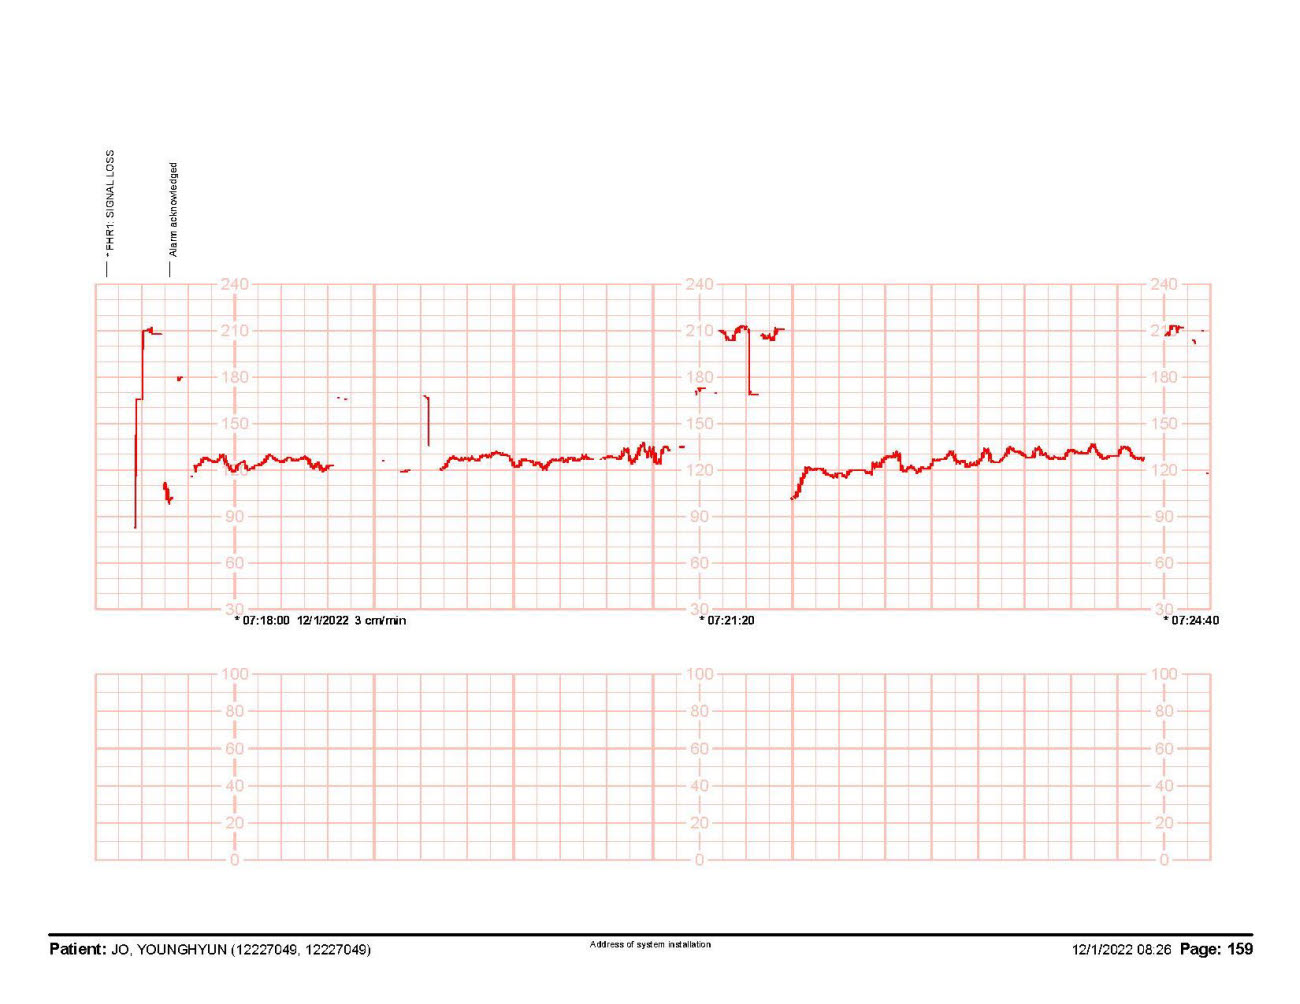 * FHR1: SIGNAL LOSS
Alarm acknowledged
240 240 240
210 210 210
180 180 180
150 150 150
120 120 120
90 90 90
60 60 60
30 30 30
* 07:18:00 12/1/2022 3 cm/min * 07:21:20 * 07:24:40
100 100 100
80 80 80
60 60 60
40 40 40
20 20 20
0 0 0
Patient: JO, YOUNGHYUN (12227049, 12227049) Address of system installation 12/1/2022 08:26 Page: 159